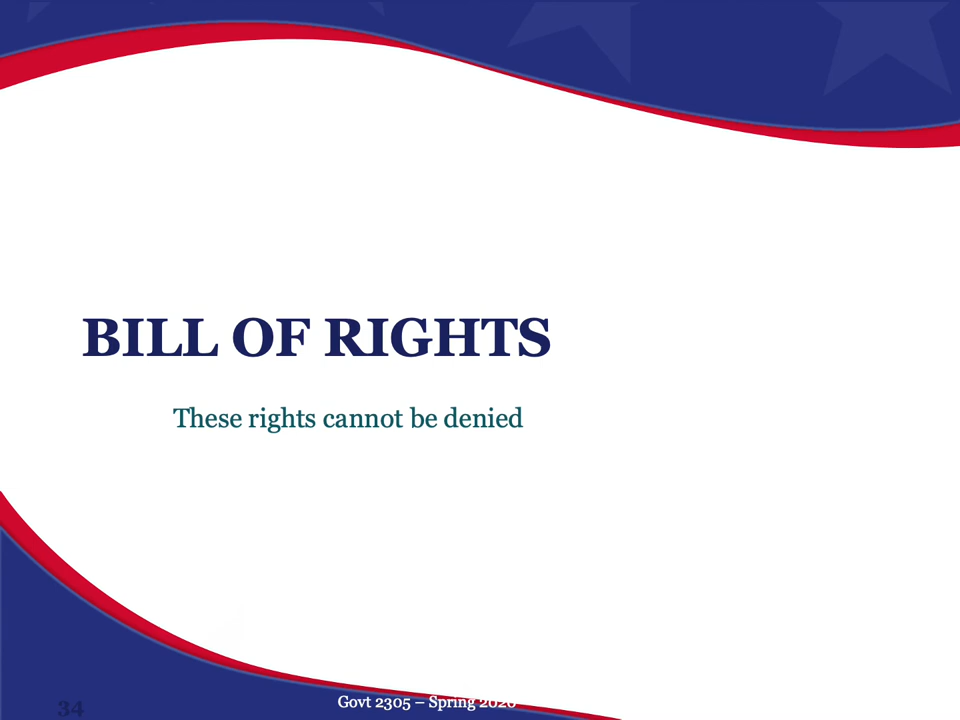 BILL OF RIGHTS
These rights cannot be denied
34
Govt 2305 – Spring 2020